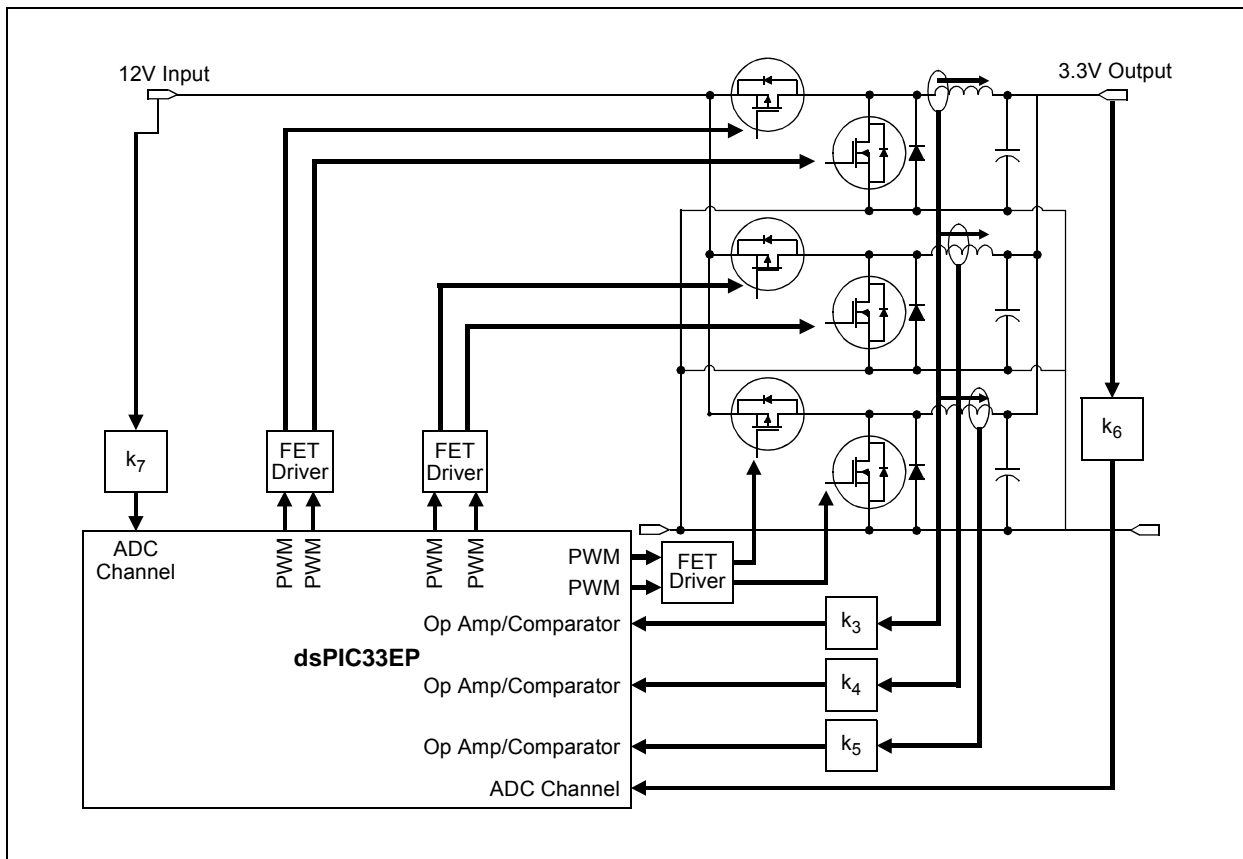 12V Input
3.3V Output
k7
FET
Driver
FET
Driver
k6
ADC
Channel
PWM
PWM
PWM
PWM
PWM
PWM
FET
Driver
Op Amp/Comparator
k3
dsPIC33EP
Op Amp/Comparator
k4
Op Amp/Comparator
k5
ADC Channel